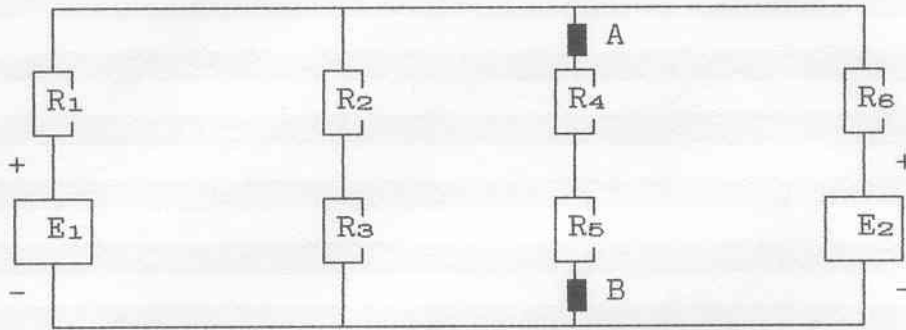 A
R1 R2 R4 R6
+ +
E1 R3 R5 E2
- B -